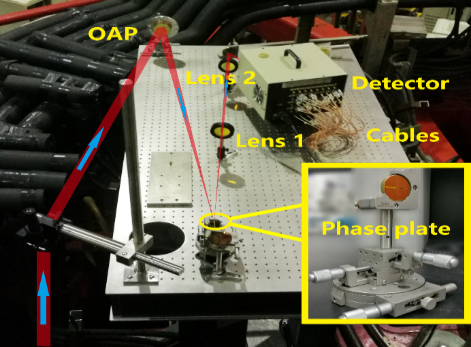 OAP
Lens 2
Detector
Lens 1
Cables
Phase plate